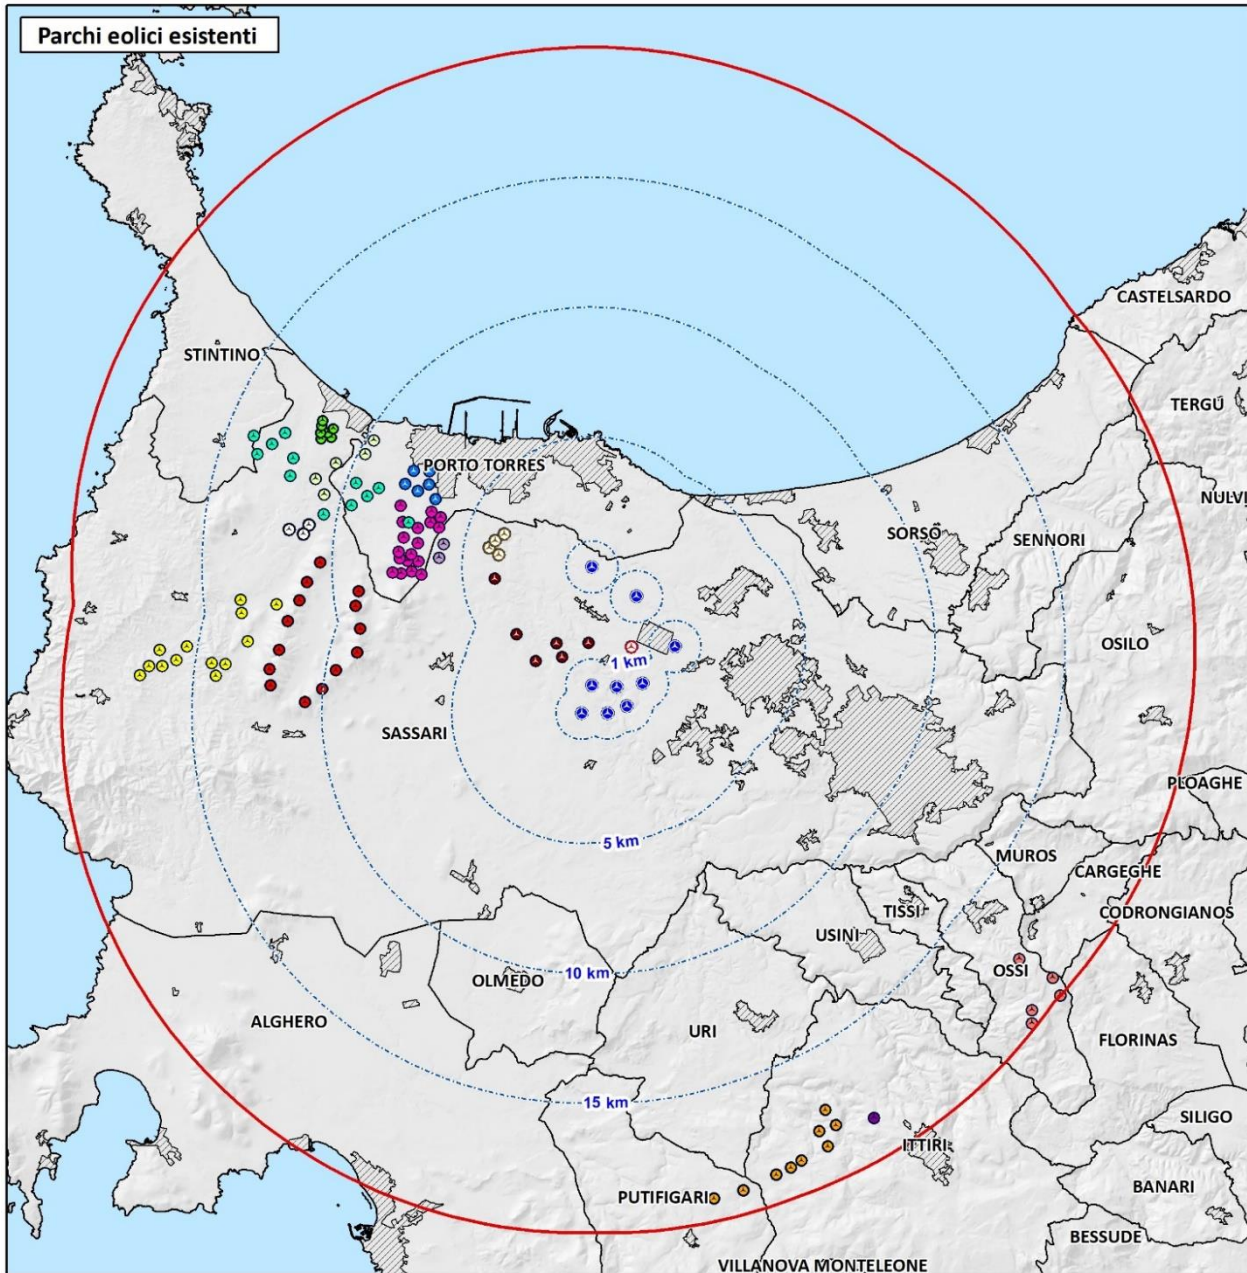 Parchi eolici esistenti
CASTELSARDO
STINTINO
TERGU
PORTO TORRES
NULVI
SORSO
SENNORI
OSILO
1 km
SASSARI
PLOAGHE
5 km
MUROS
CARGEGHE
TISSI
CODRONGIANOS
USINI
OSSI
10 km
OLMEDO
ALGHERO
URI
FLORINAS
15 km
SILIGO
ITTIRI
BANARI
PUTIFIGARI
BESSUDE
VILLANOVA MONTELEONE